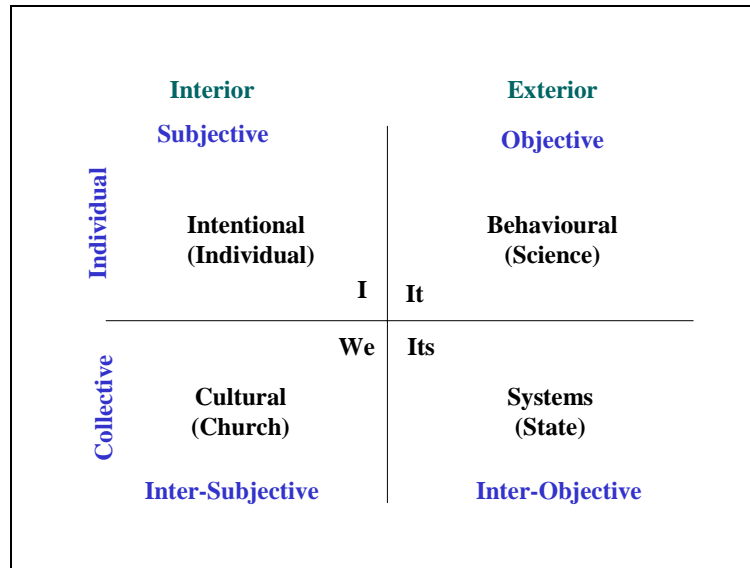 Interior
Exterior
Subjective
Objective
Individual
Intentional
(Individual)
Behavioural
(Science)
I
It
We
Its
Collective
Cultural
(Church)
Systems
(State)
Inter-Subjective
Inter-Objective